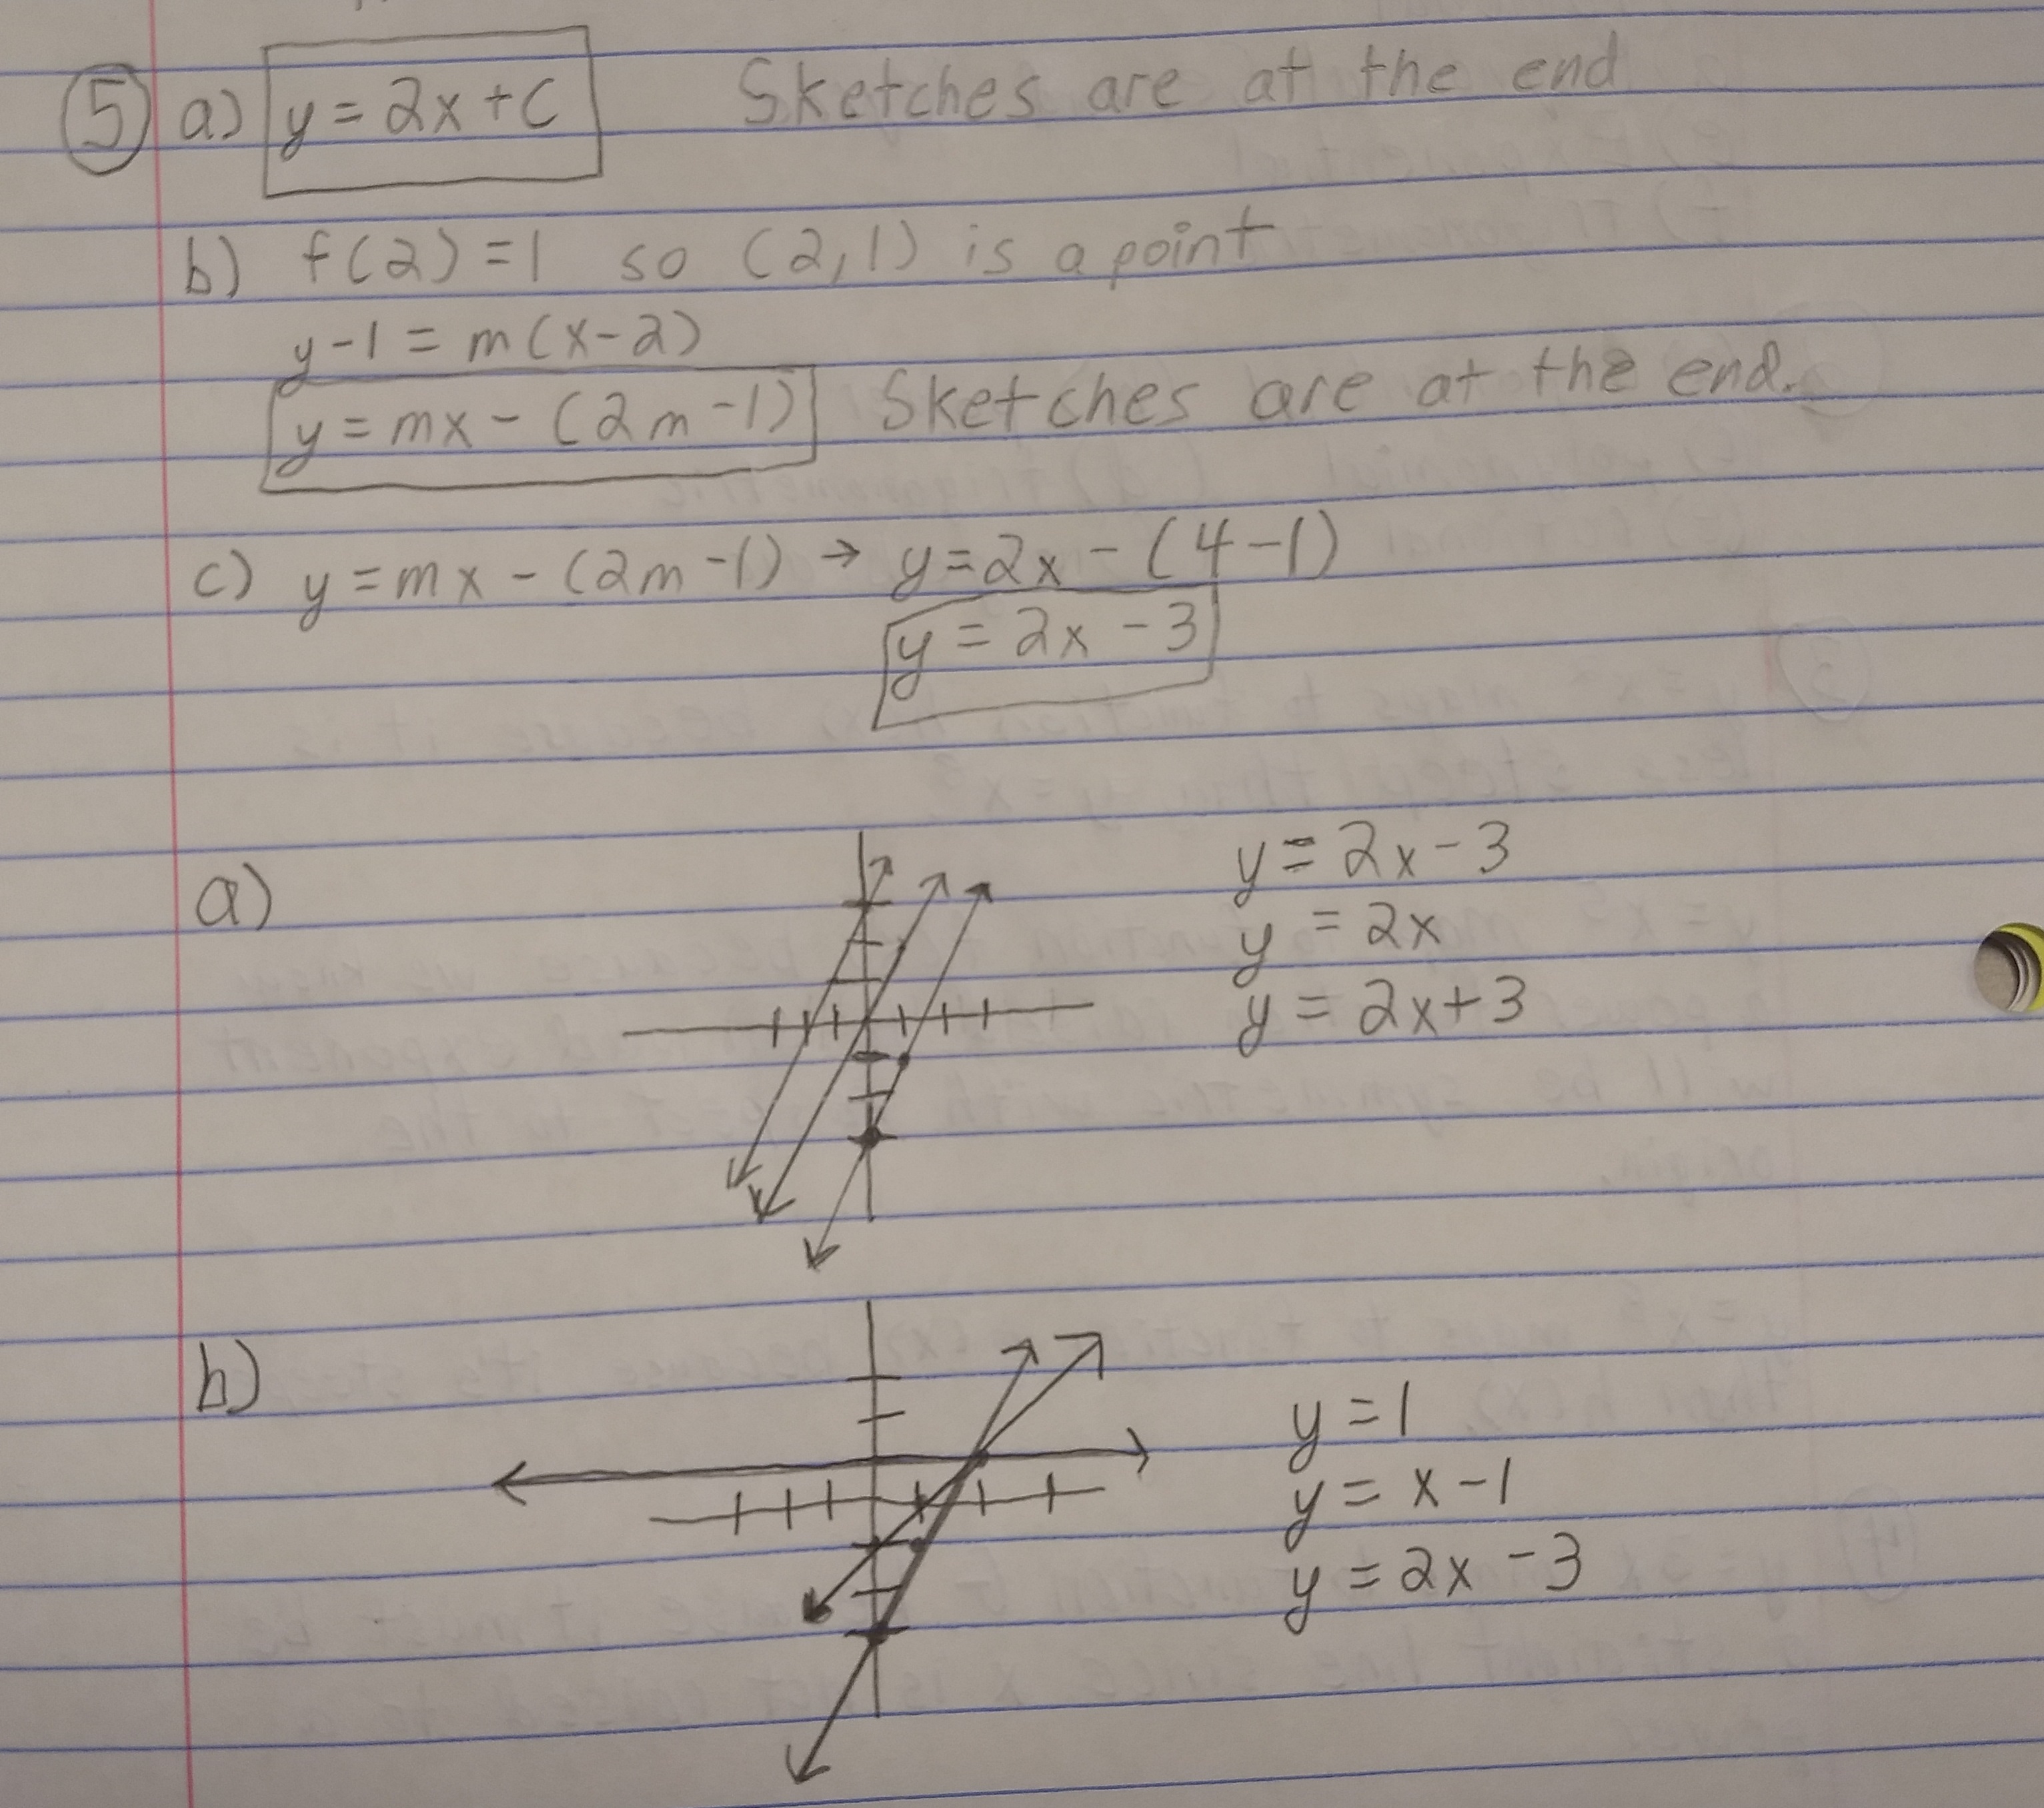 5 a) y = 2x + C Sketches are at the end
b) f(2) = 1 so (2,1) is a point
y - 1 = m(x - 2)
y = mx - (2m - 1) Sketches are at the end.
c) y = mx - (2m - 1) → y = 2x - (4 - 1)
y = 2x - 3
a)
y = 2x - 3
y = 2x
y = 2x + 3
b)
y = 1
y = x - 1
y = 2x - 3